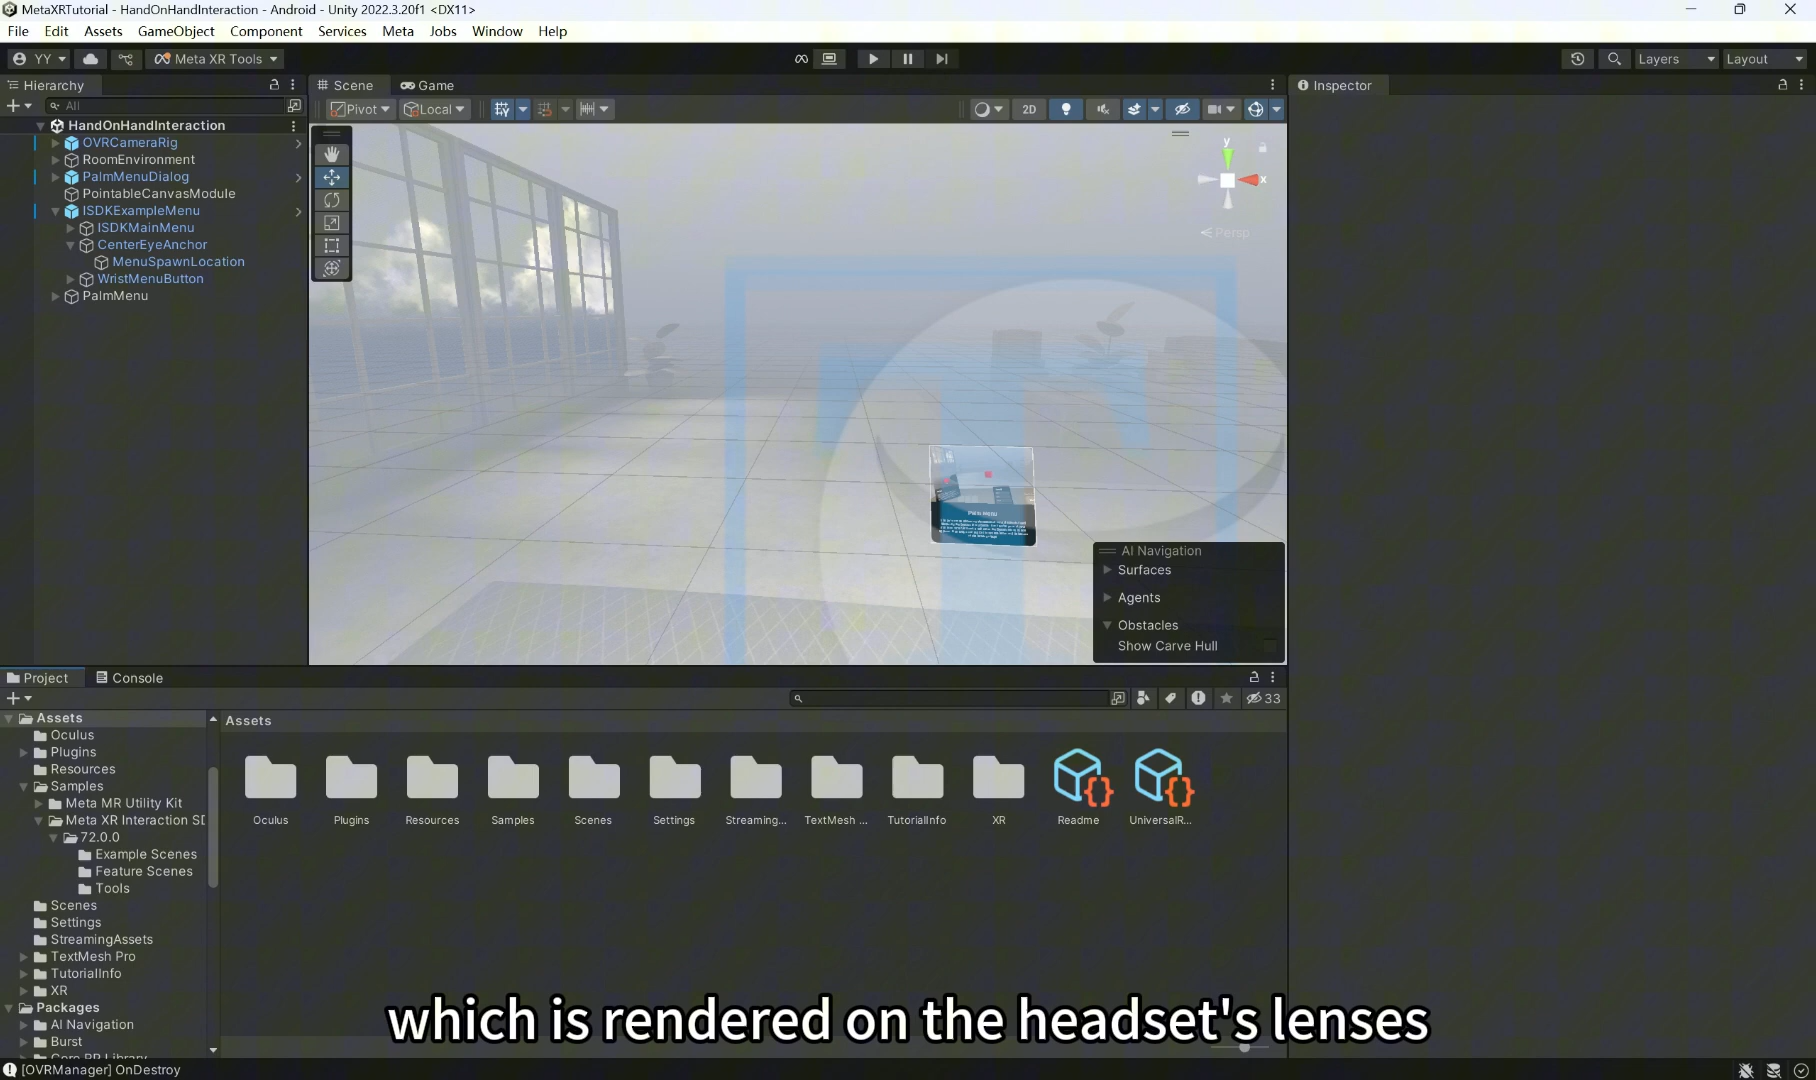 MetaXRTutorial - HandOnHandInteraction - Android - Unity 2022.3.20f1 <DX11>
File Edit Assets GameObject Component Services Meta Jobs Window Help
YY Meta XR Tools Layers Layout
Hierarchy Scene Game Inspector
All Pivot Local 2D
HandOnHandInteraction
OVRCameraRig
RoomEnvironment
PalmMenuDialog
PointableCanvasModule
ISDKExampleMenu
ISDKMainMenu
CenterEyeAnchor
MenuSpawnLocation
WristMenuButton
PalmMenu
y
x
Persp
AI Navigation
Surfaces
Agents
Obstacles
Show Carve Hull
Project Console
33
Assets
Oculus
Plugins
Resources
Samples
Meta MR Utility Kit
Meta XR Interaction SD
72.0.0
Example Scenes
Feature Scenes
Tools
Scenes
Settings
StreamingAssets
TextMesh Pro
TutorialInfo
XR
Packages
AI Navigation
Burst
Core RP Library
Assets
Oculus Plugins Resources Samples Scenes Settings Streaming... TextMesh ... TutorialInfo XR Readme UniversalR...
which is rendered on the headset's lenses
[OVRManager] OnDestroy